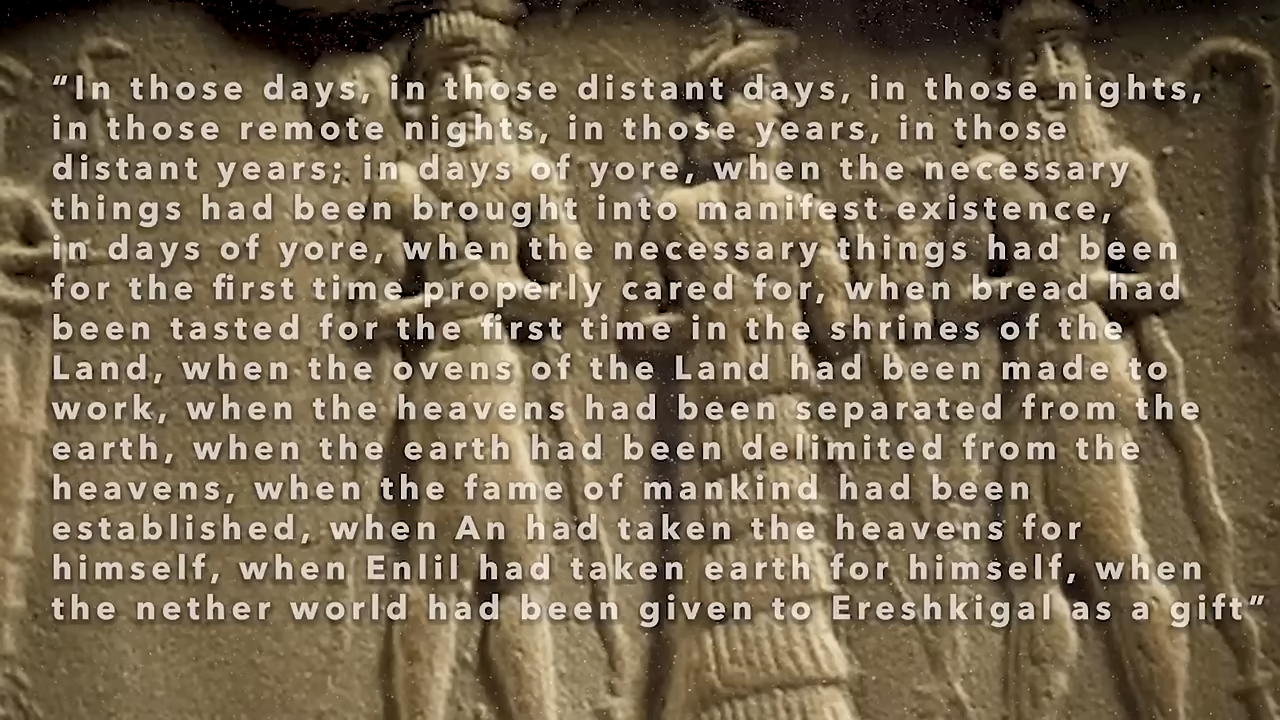 “In those days, in those distant days, in those nights,
in those remote nights, in those years, in those
distant years; in days of yore, when the necessary
things had been brought into manifest existence,
in days of yore, when the necessary things had been
for the first time properly cared for, when bread had
been tasted for the first time in the shrines of the
Land, when the ovens of the Land had been made to
work, when the heavens had been separated from the
earth, when the earth had been delimited from the
heavens, when the fame of mankind had been
established, when An had taken the heavens for
himself, when Enlil had taken earth for himself, when
the nether world had been given to Ereshkigal as a gift”